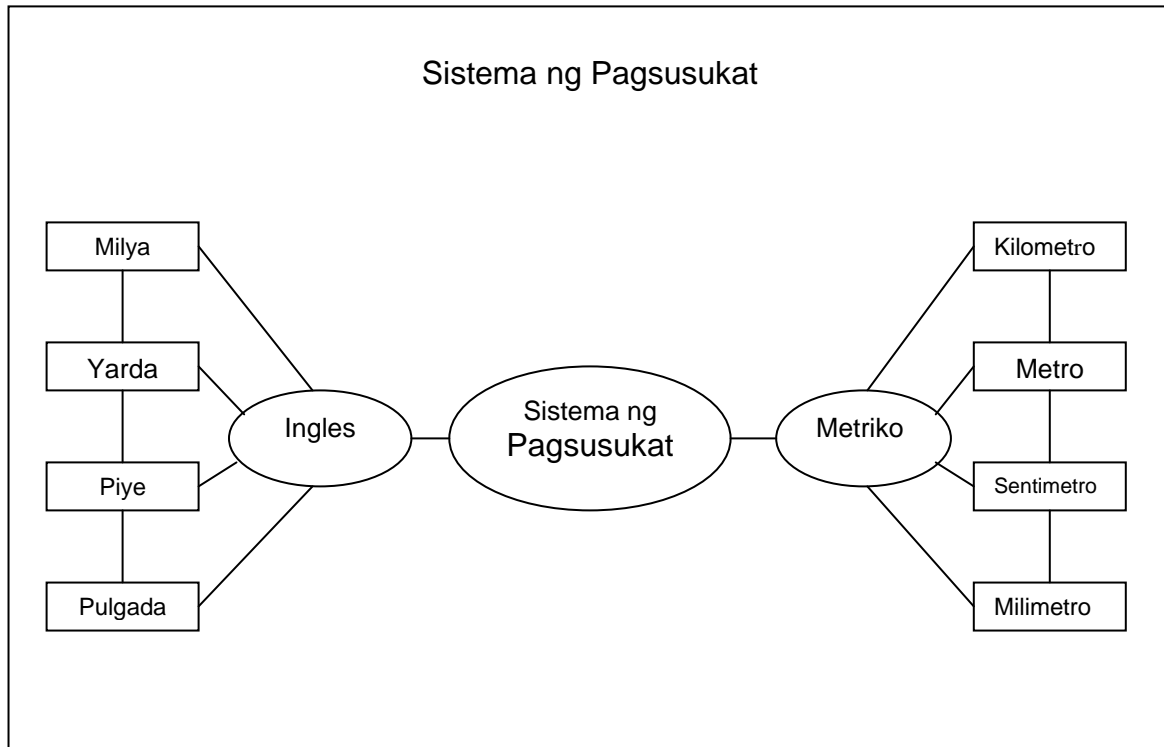 Sistema ng Pagsusukat
Milya
Yarda
Piye
Pulgada
Ingles
Sistema ng
Pagsusukat
Metriko
Kilometro
Metro
Sentimetro
Milimetro